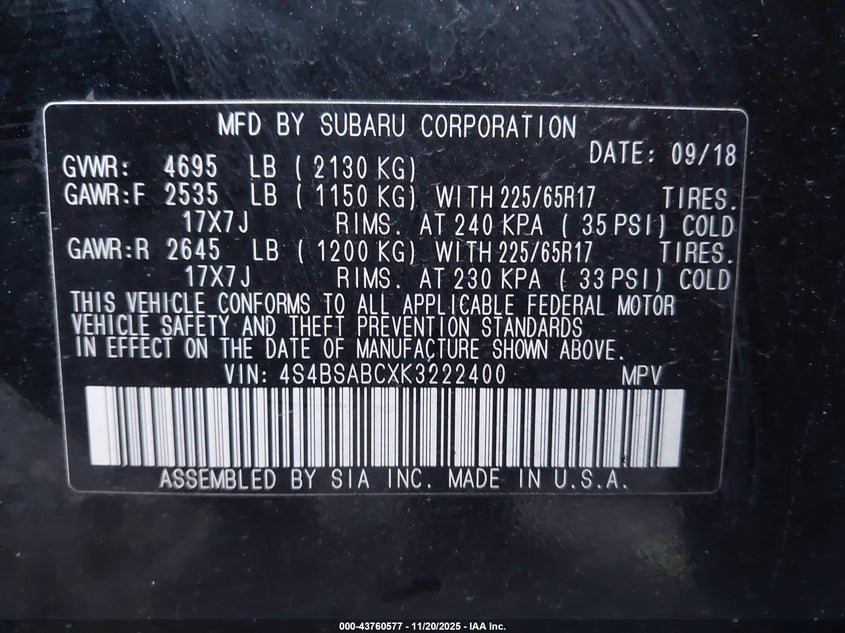 MFD BY SUBARU CORPORATION
DATE: 09/18
GVWR: 4695 LB ( 2130 KG)
GAWR:F 2535 LB ( 1150 KG) WITH 225/65R17 TIRES.
17X7J RIMS. AT 240 KPA ( 35 PSI) COLD
GAWR:R 2645 LB ( 1200 KG) WITH 225/65R17 TIRES.
17X7J RIMS. AT 230 KPA ( 33 PSI) COLD
THIS VEHICLE CONFORMS TO ALL APPLICABLE FEDERAL MOTOR
VEHICLE SAFETY AND THEFT PREVENTION STANDARDS
IN EFFECT ON THE DATE OF MANUFACTURE SHOWN ABOVE.
VIN: 4S4BSABCXK3222400 MPV
ASSEMBLED BY SIA INC. MADE IN U.S.A.
000-43760577 - 11/20/2025 - IAA Inc.